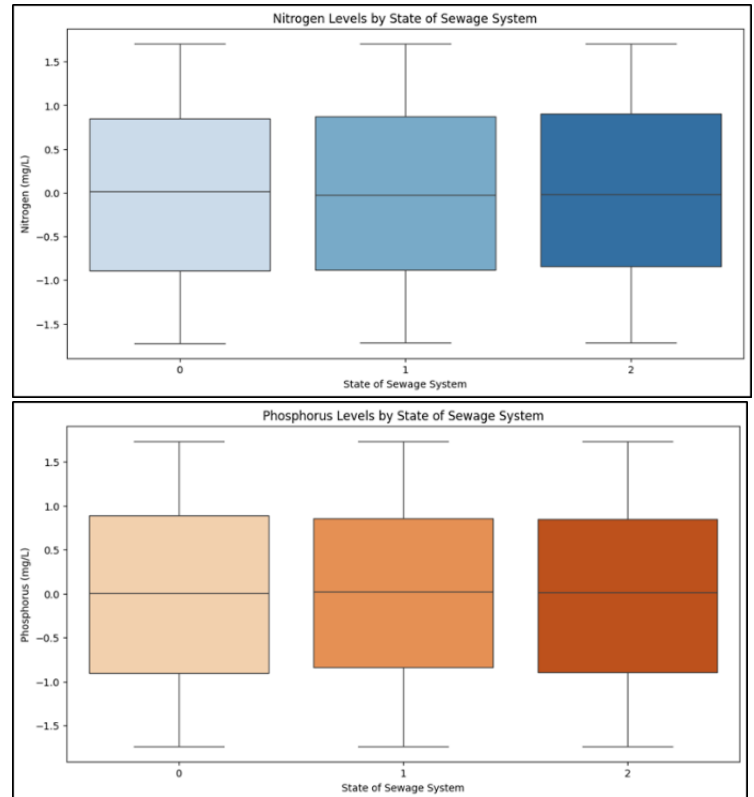 Nitrogen Levels by State of Sewage System
1.5
1.0
0.5
0.0
−0.5
−1.0
−1.5
Nitrogen (mg/L)
0 1 2
State of Sewage System
Phosphorus Levels by State of Sewage System
1.5
1.0
0.5
0.0
−0.5
−1.0
−1.5
Phosphorus (mg/L)
0 1 2
State of Sewage System